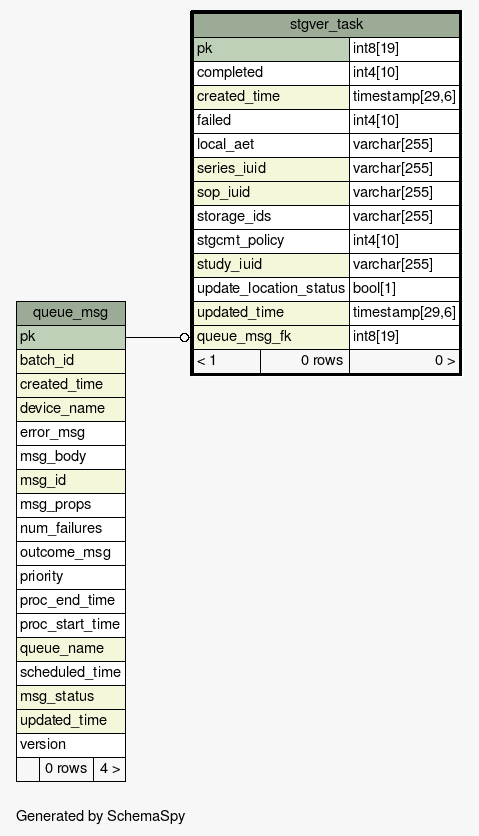 stgver_task
pk int8[19]
completed int4[10]
created_time timestamp[29,6]
failed int4[10]
local_aet varchar[255]
series_iuid varchar[255]
sop_iuid varchar[255]
storage_ids varchar[255]
stgcmt_policy int4[10]
study_iuid varchar[255]
update_location_status bool[1]
updated_time timestamp[29,6]
queue_msg_fk int8[19]
< 1 0 rows 0 >
queue_msg
pk
batch_id
created_time
device_name
error_msg
msg_body
msg_id
msg_props
num_failures
outcome_msg
priority
proc_end_time
proc_start_time
queue_name
scheduled_time
msg_status
updated_time
version
0 rows 4 >
Generated by SchemaSpy